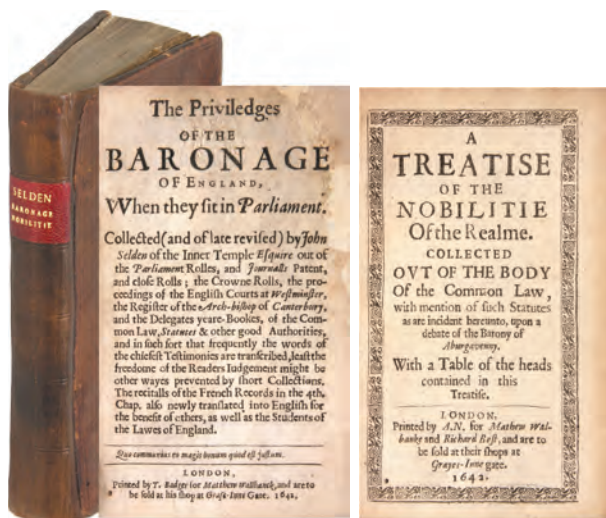 SELDEN
BARONAGE
NOBILITIE
The Priviledges
OF THE
BARONAGE
OF ENGLAND,
When they sit in Parliament.
Collected (and of late revised) by John
Selden of the Inner Temple Esquire out of
the Parliament Rolles, and Journalls Patent,
and close Rolls; the Crowne Rolls, the pro-
ceedings of the English Courts at Westminster,
the Register of the Arch-bishop of Canterbury,
and the Delegates yeare-Bookes, of the Com-
mon Law, Statutes & other good Authorities,
and in such sort that frequently the words of
the chiefest Testimonies are transcribed, least the
freedome of the Readers Iudgement might be
other wayes prevented by short Collections.
The recitalls of the French Records in the 4th.
Chap. also newly translated into English for
the benefit of others, as well as the Students of
the Lawes of England.
Quo communius eo magis bonum quod est justum.
LONDON,
Printed by T. Badger for Matthew Wallbanck, and are to
be sold at his shop at Grays-Inne Gate. 1642,
A
TREATISE
OF THE
NOBILITIE
Of the Realme.
COLLECTED
OVT OF THE BODY
Of the Common Law,
with mention of such Statutes
as are incident hereunto, upon a
debate of the Barony of
Aburgavenny.
With a Table of the heads
contained in this
Treatise.
LONDON,
Printed by A.N. for Mathew Wal-
banke and Richard Best, and are to
be sold at their shops at
Grayes-Inne gate.
1642.